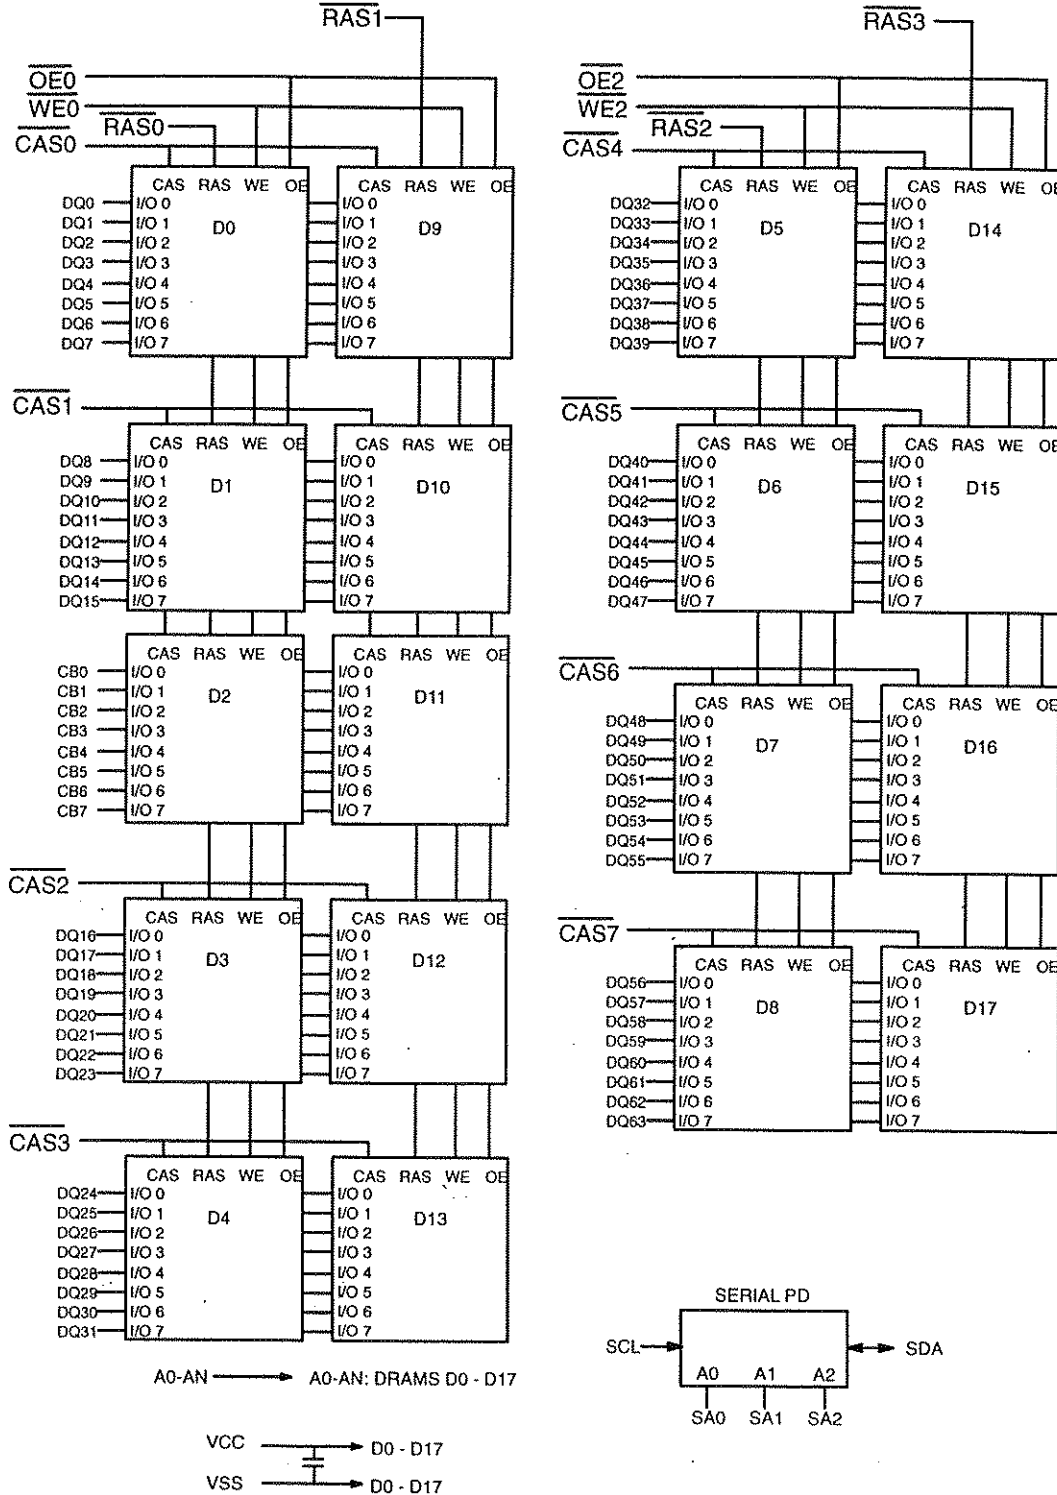 RAS1
OE0
WE0
RAS0
CAS0
CAS RAS WE OE CAS RAS WE OE
D0 D9
DQ0 I/O 0 I/O 0
DQ1 I/O 1 I/O 1
DQ2 I/O 2 I/O 2
DQ3 I/O 3 I/O 3
DQ4 I/O 4 I/O 4
DQ5 I/O 5 I/O 5
DQ6 I/O 6 I/O 6
DQ7 I/O 7 I/O 7
CAS1
CAS RAS WE OE CAS RAS WE OE
D1 D10
DQ8 I/O 0 I/O 0
DQ9 I/O 1 I/O 1
DQ10 I/O 2 I/O 2
DQ11 I/O 3 I/O 3
DQ12 I/O 4 I/O 4
DQ13 I/O 5 I/O 5
DQ14 I/O 6 I/O 6
DQ15 I/O 7 I/O 7
CAS RAS WE OE CAS RAS WE OE
D2 D11
CB0 I/O 0 I/O 0
CB1 I/O 1 I/O 1
CB2 I/O 2 I/O 2
CB3 I/O 3 I/O 3
CB4 I/O 4 I/O 4
CB5 I/O 5 I/O 5
CB6 I/O 6 I/O 6
CB7 I/O 7 I/O 7
CAS2
CAS RAS WE OE CAS RAS WE OE
D3 D12
DQ16 I/O 0 I/O 0
DQ17 I/O 1 I/O 1
DQ18 I/O 2 I/O 2
DQ19 I/O 3 I/O 3
DQ20 I/O 4 I/O 4
DQ21 I/O 5 I/O 5
DQ22 I/O 6 I/O 6
DQ23 I/O 7 I/O 7
CAS3
CAS RAS WE OE CAS RAS WE OE
D4 D13
DQ24 I/O 0 I/O 0
DQ25 I/O 1 I/O 1
DQ26 I/O 2 I/O 2
DQ27 I/O 3 I/O 3
DQ28 I/O 4 I/O 4
DQ29 I/O 5 I/O 5
DQ30 I/O 6 I/O 6
DQ31 I/O 7 I/O 7
A0-AN A0-AN: DRAMS D0 - D17
VCC D0 - D17
VSS D0 - D17
RAS3
OE2
WE2
RAS2
CAS4
CAS RAS WE OE CAS RAS WE OE
D5 D14
DQ32 I/O 0 I/O 0
DQ33 I/O 1 I/O 1
DQ34 I/O 2 I/O 2
DQ35 I/O 3 I/O 3
DQ36 I/O 4 I/O 4
DQ37 I/O 5 I/O 5
DQ38 I/O 6 I/O 6
DQ39 I/O 7 I/O 7
CAS5
CAS RAS WE OE CAS RAS WE OE
D6 D15
DQ40 I/O 0 I/O 0
DQ41 I/O 1 I/O 1
DQ42 I/O 2 I/O 2
DQ43 I/O 3 I/O 3
DQ44 I/O 4 I/O 4
DQ45 I/O 5 I/O 5
DQ46 I/O 6 I/O 6
DQ47 I/O 7 I/O 7
CAS6
CAS RAS WE OE CAS RAS WE OE
D7 D16
DQ48 I/O 0 I/O 0
DQ49 I/O 1 I/O 1
DQ50 I/O 2 I/O 2
DQ51 I/O 3 I/O 3
DQ52 I/O 4 I/O 4
DQ53 I/O 5 I/O 5
DQ54 I/O 6 I/O 6
DQ55 I/O 7 I/O 7
CAS7
CAS RAS WE OE CAS RAS WE OE
D8 D17
DQ56 I/O 0 I/O 0
DQ57 I/O 1 I/O 1
DQ58 I/O 2 I/O 2
DQ59 I/O 3 I/O 3
DQ60 I/O 4 I/O 4
DQ61 I/O 5 I/O 5
DQ62 I/O 6 I/O 6
DQ63 I/O 7 I/O 7
SERIAL PD
SCL SDA
A0 A1 A2
SA0 SA1 SA2